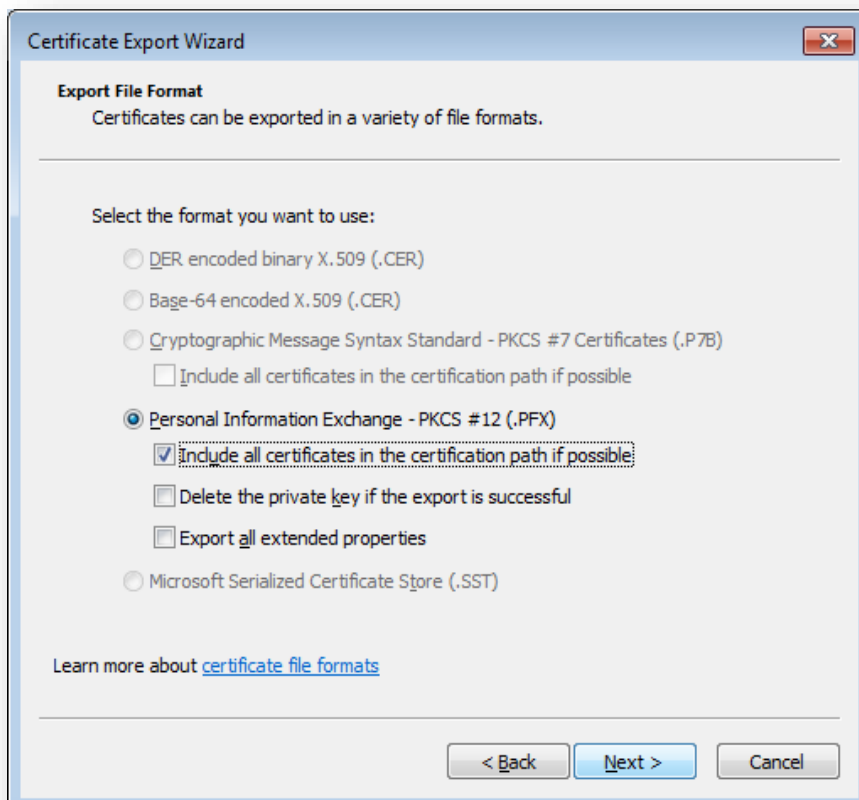 Certificate Export Wizard
Export File Format
Certificates can be exported in a variety of file formats.
Select the format you want to use:
DER encoded binary X.509 (.CER)
Base-64 encoded X.509 (.CER)
Cryptographic Message Syntax Standard - PKCS #7 Certificates (.P7B)
Include all certificates in the certification path if possible
Personal Information Exchange - PKCS #12 (.PFX)
Include all certificates in the certification path if possible
Delete the private key if the export is successful
Export all extended properties
Microsoft Serialized Certificate Store (.SST)
Learn more about certificate file formats
< Back Next > Cancel